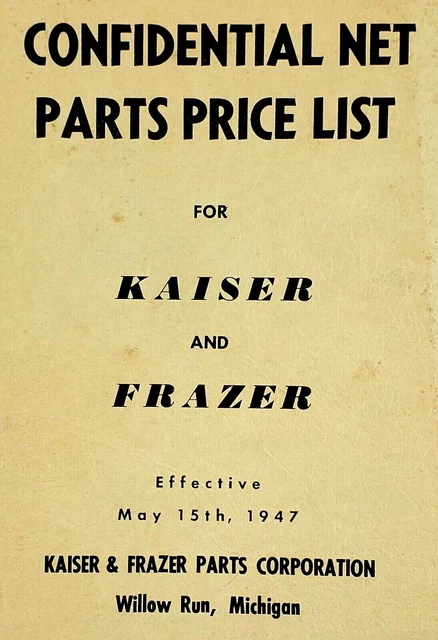 CONFIDENTIAL NET
PARTS PRICE LIST
FOR
KAISER
AND
FRAZER
Effective
May 15th, 1947
KAISER & FRAZER PARTS CORPORATION
Willow Run, Michigan